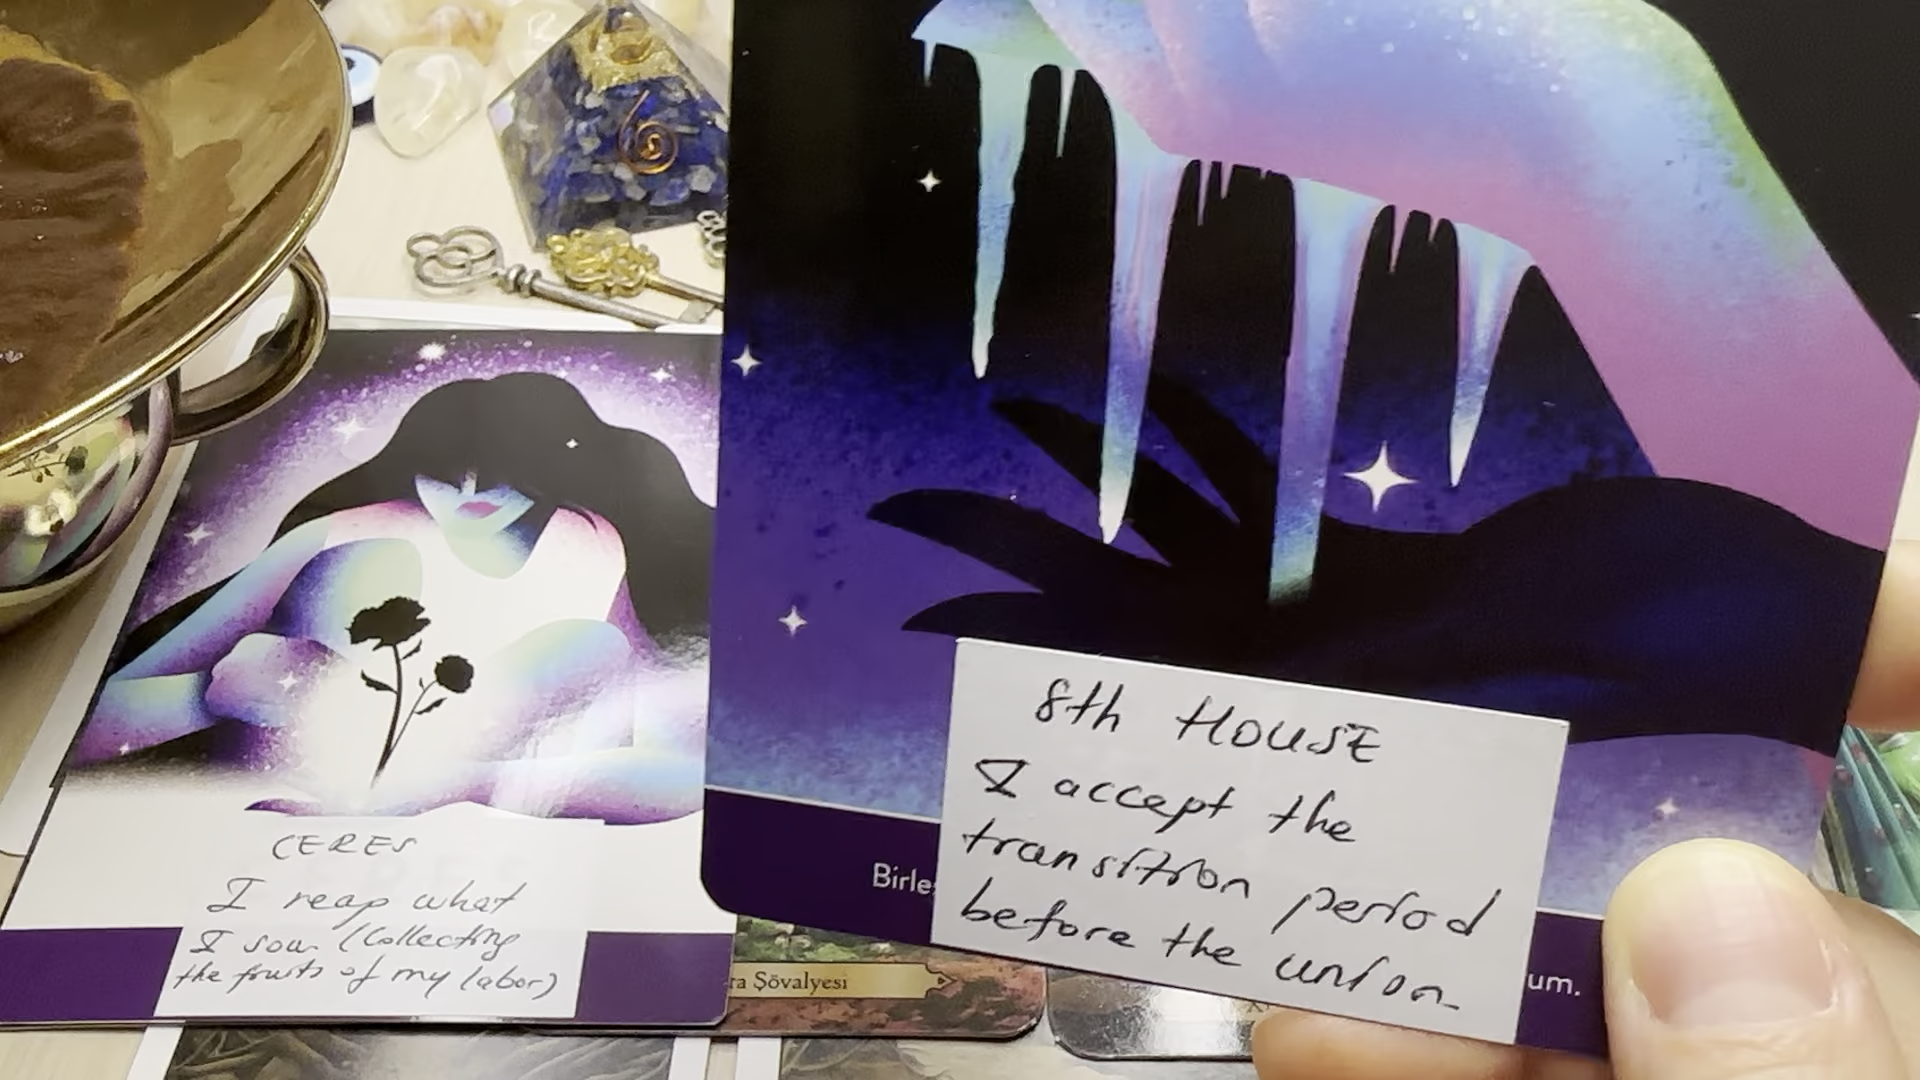 CERES
I reap what
I sow (Collecting
the fruits of my labor)
8th HOUSE
I accept the
transition period
before the union
Birle
um.
ra Şövalyesi